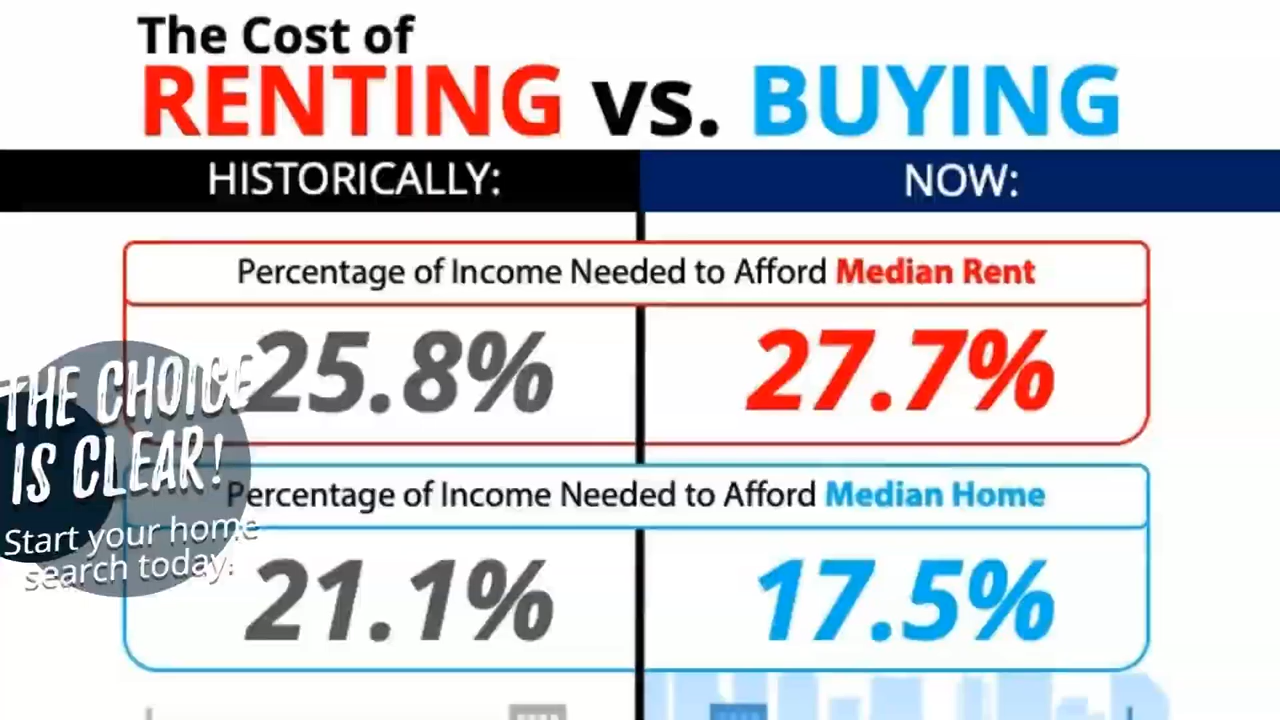 The Cost of
RENTING vs. BUYING
HISTORICALLY:
NOW:
Percentage of Income Needed to Afford Median Rent
25.8%
27.7%
THE CHOICE
IS CLEAR!
Start your home
search today.
Percentage of Income Needed to Afford Median Home
21.1%
17.5%